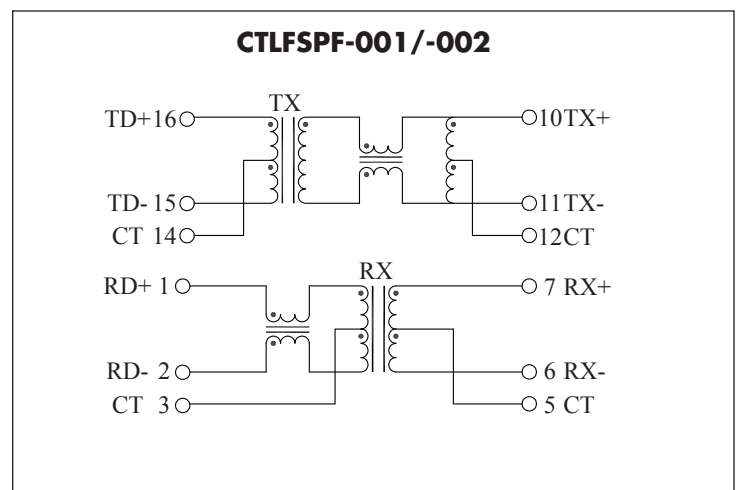 CTLFSPF-001/-002
TX
TD+16 10TX+
TD- 15 11TX-
CT 14 12CT
RX
RD+ 1 7 RX+
RD- 2 6 RX-
CT 3 5 CT